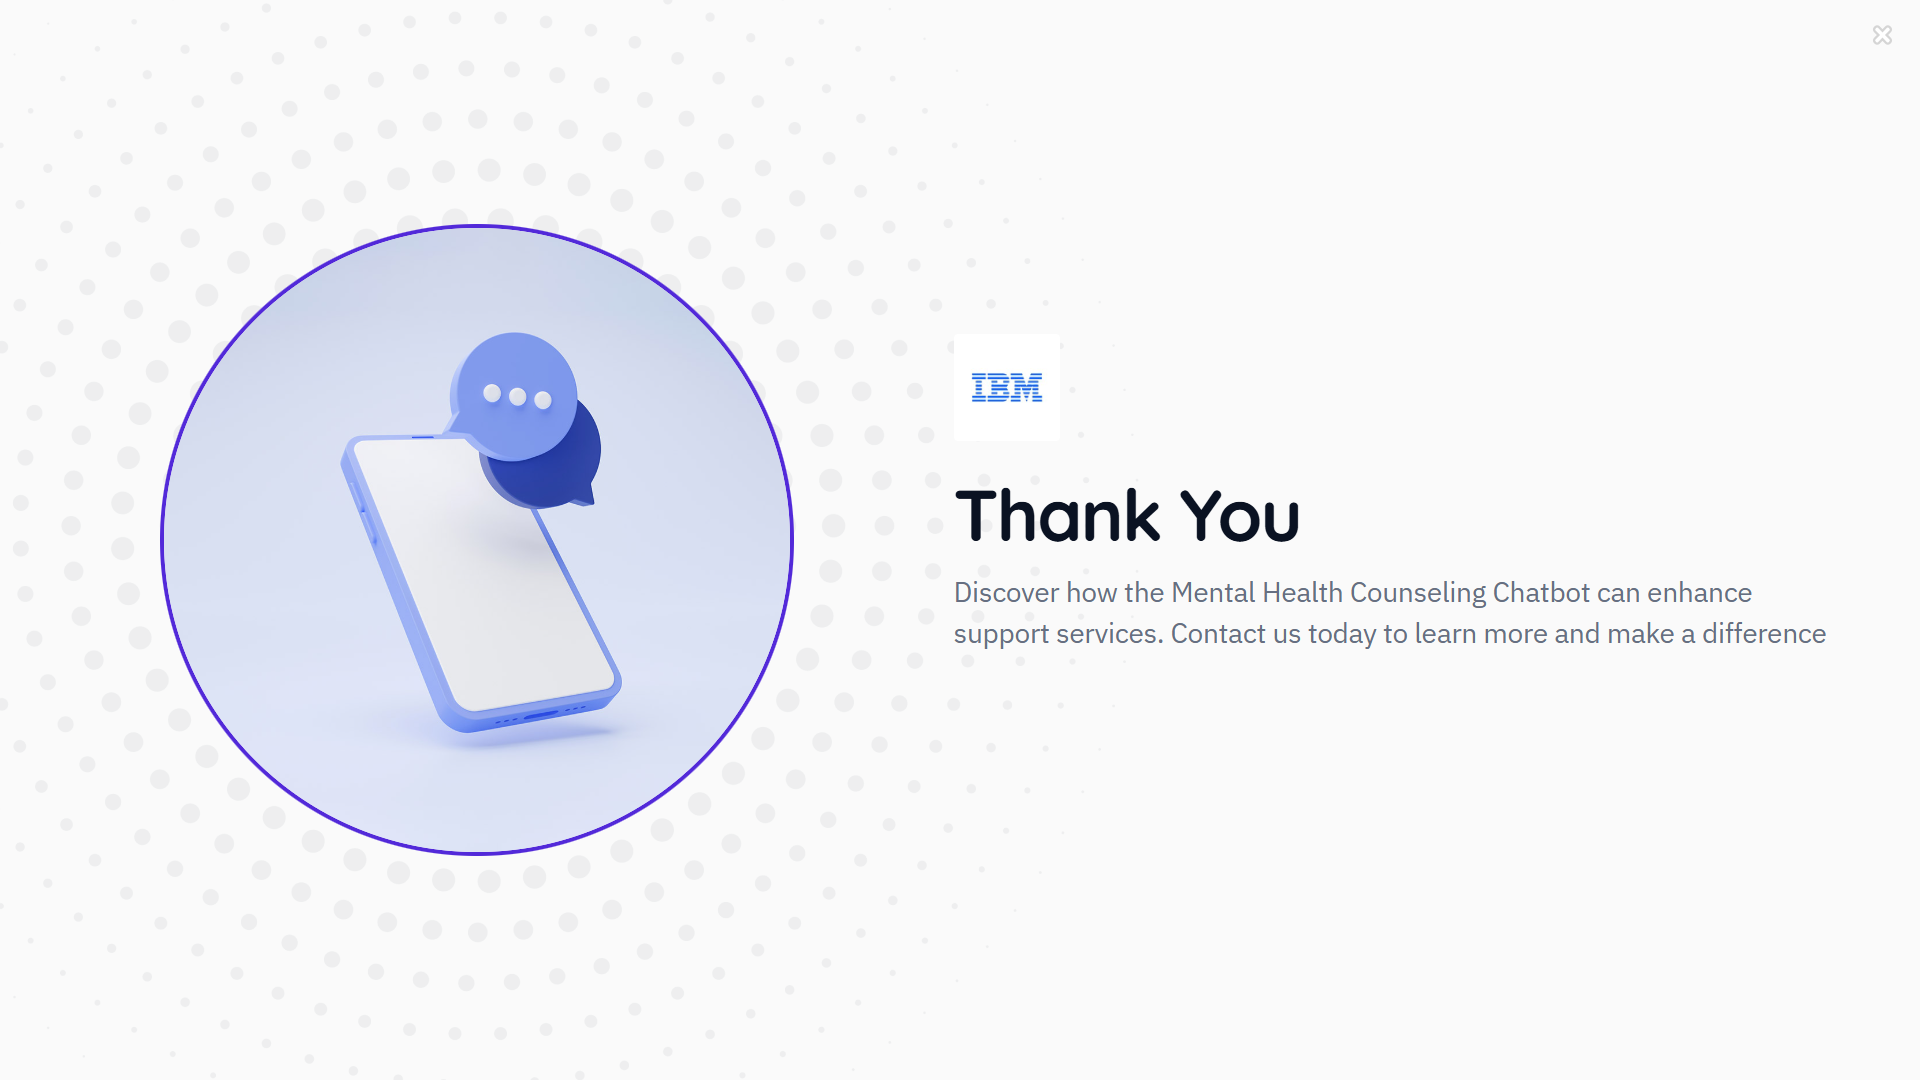 IBM
Thank You
Discover how the Mental Health Counseling Chatbot can enhance
support services. Contact us today to learn more and make a difference